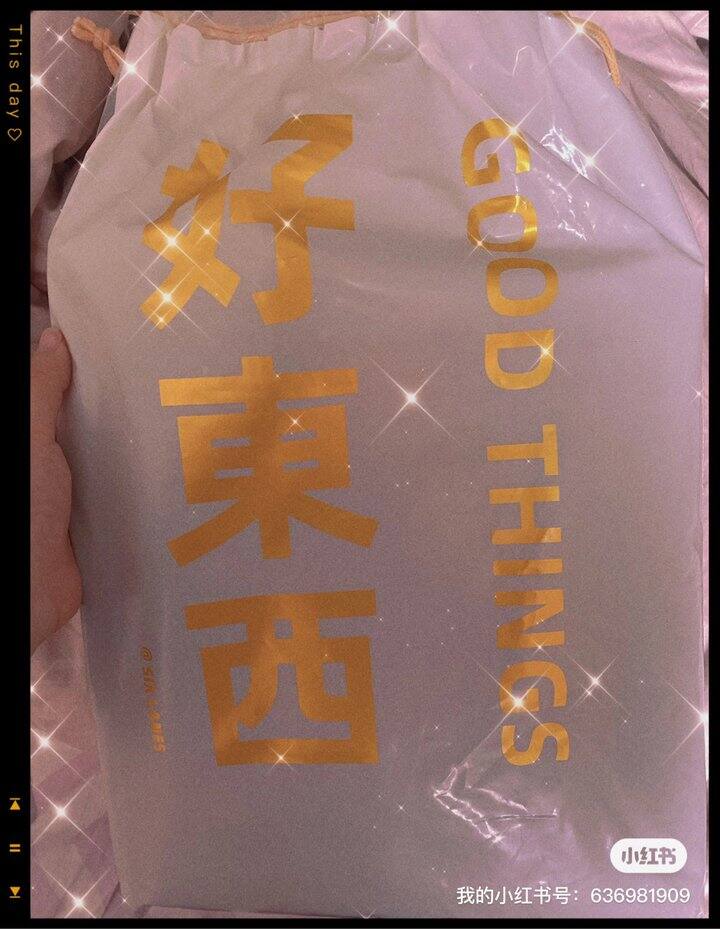 This day ♡
好東西
GOOD THINGS
小红书
我的小红书号：636981909